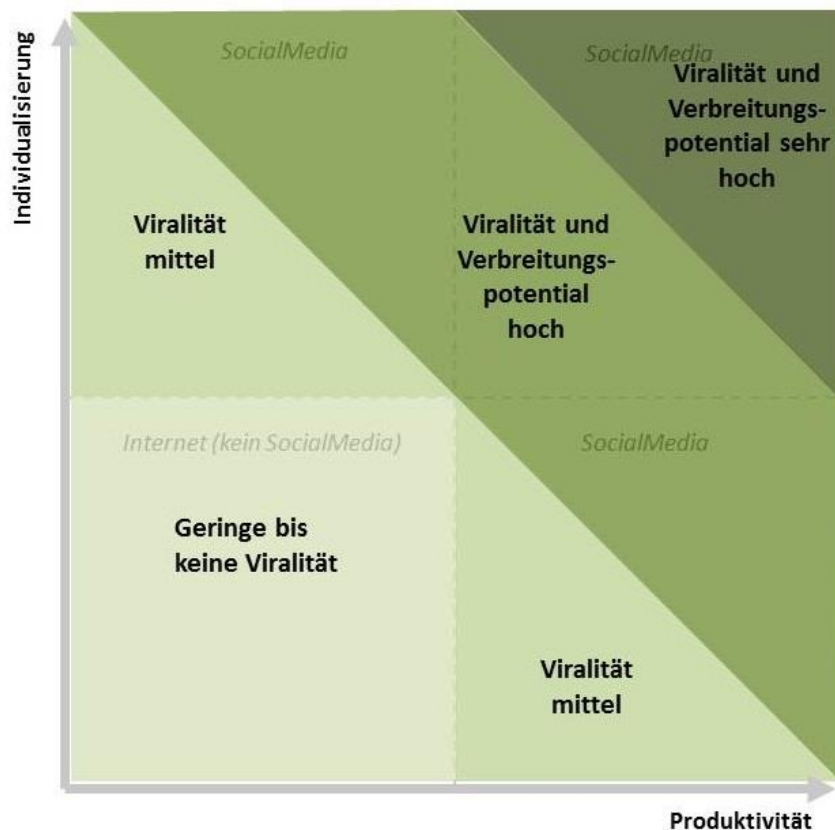 Individualisierung
SocialMedia
SocialMedia
Viralität und
Verbreitungs-
potential sehr
hoch
Viralität
mittel
Viralität und
Verbreitungs-
potential
hoch
Internet (kein SocialMedia)
SocialMedia
Geringe bis
keine Viralität
Viralität
mittel
Produktivität